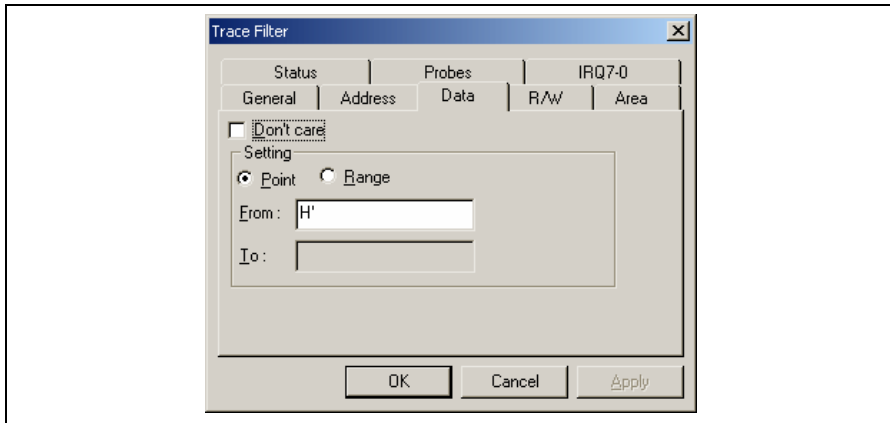 Trace Filter
Status Probes IRQ7-0
General Address Data R/W Area
Don't care
Setting
Point Range
From : H'
To :
OK Cancel Apply